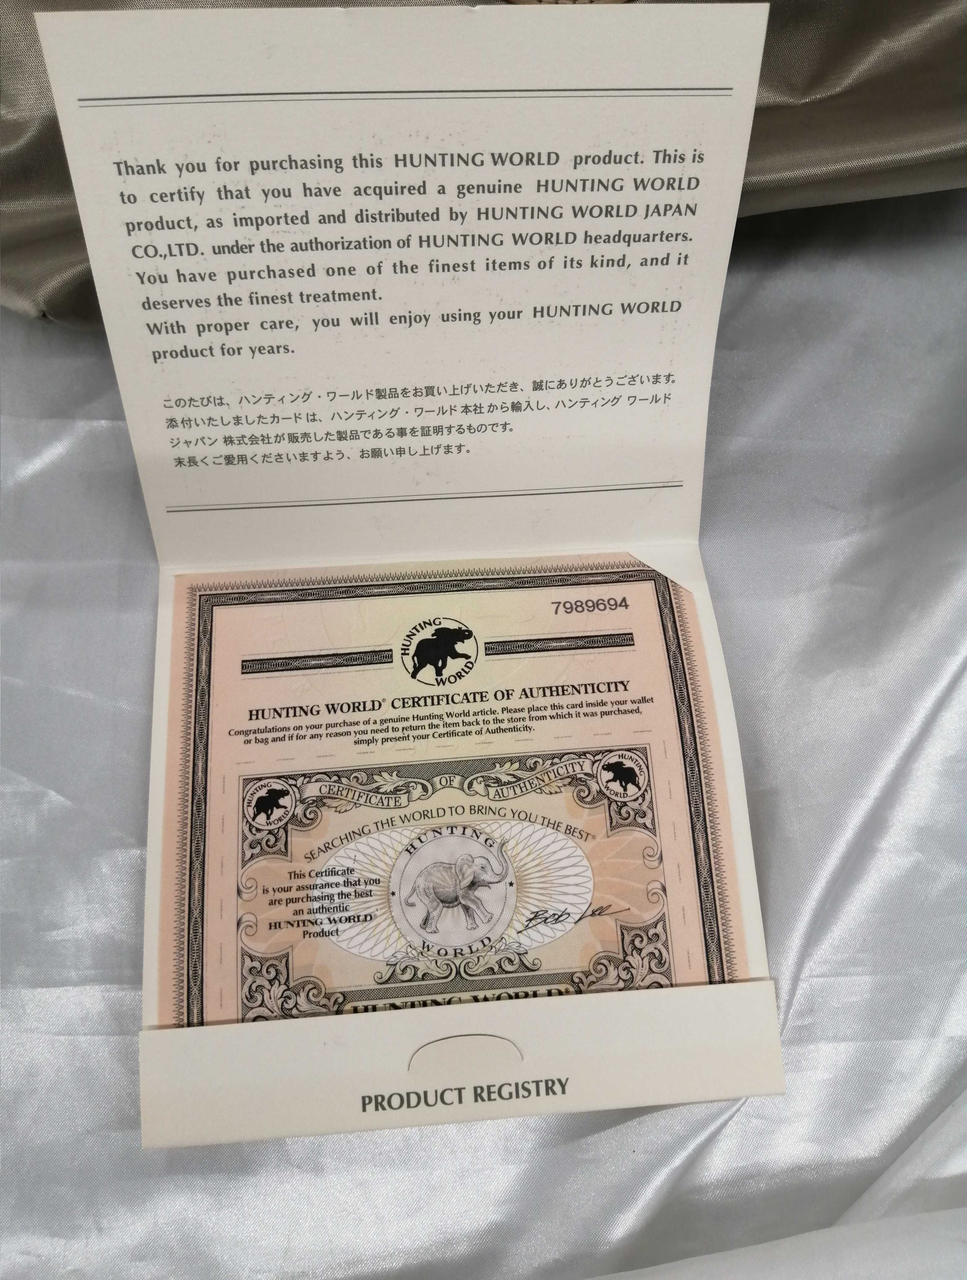 Thank you for purchasing this HUNTING WORLD product. This is
to certify that you have acquired a genuine HUNTING WORLD
product, as imported and distributed by HUNTING WORLD JAPAN
CO.,LTD. under the authorization of HUNTING WORLD headquarters.
You have purchased one of the finest items of its kind, and it
deserves the finest treatment.
With proper care, you will enjoy using your HUNTING WORLD
product for years.
このたびは、ハンティング・ワールド製品をお買い上げいただき、誠にありがとうございます。
添付いたしましたカードは、ハンティング・ワールド本社から輸入し、ハンティング ワールド
ジャパン 株式会社が販売した製品である事を証明するものです。
末長くご愛用くださいますよう、お願い申し上げます。
7989694
HUNTING
WORLD
HUNTING WORLD® CERTIFICATE OF AUTHENTICITY
Congratulations on your purchase of a genuine Hunting World article. Please place this card inside your wallet
or bag and if for any reason you need to return the item back to the store from which it was purchased,
simply present your Certificate of Authenticity.
CERTIFICATE OF AUTHENTICITY
HUNTING
WORLD
HUNTING
WORLD
SEARCHING THE WORLD TO BRING YOU THE BEST®
HUNTING
WORLD
This Certificate
is your assurance that you
are purchasing the best
an authentic
HUNTING WORLD
Product
Bob Lee
HUNTING WORLD®
PRODUCT REGISTRY